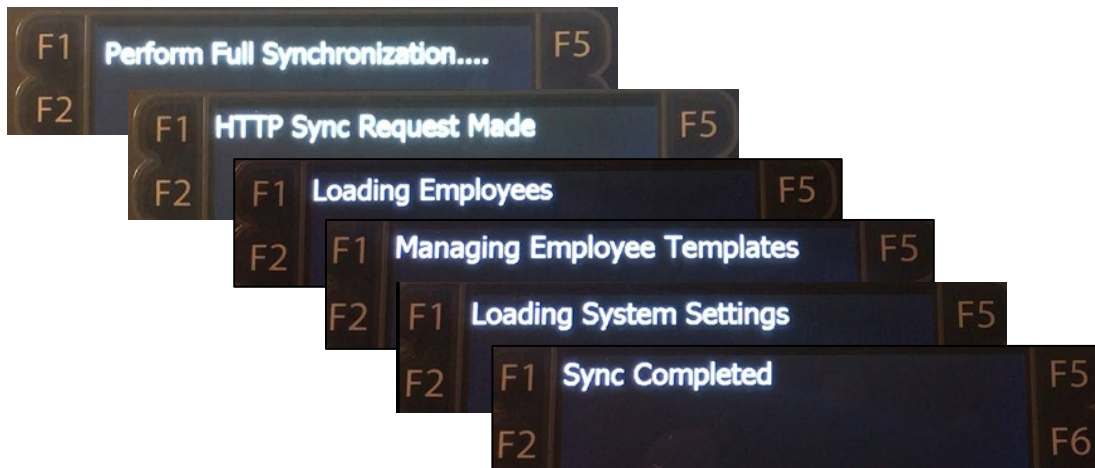 F1 Perform Full Synchronization.... F5
F2
F1 HTTP Sync Request Made F5
F2
F1 Loading Employees F5
F2
F1 Managing Employee Templates F5
F2
F1 Loading System Settings F5
F2
F1 Sync Completed F5
F2 F6